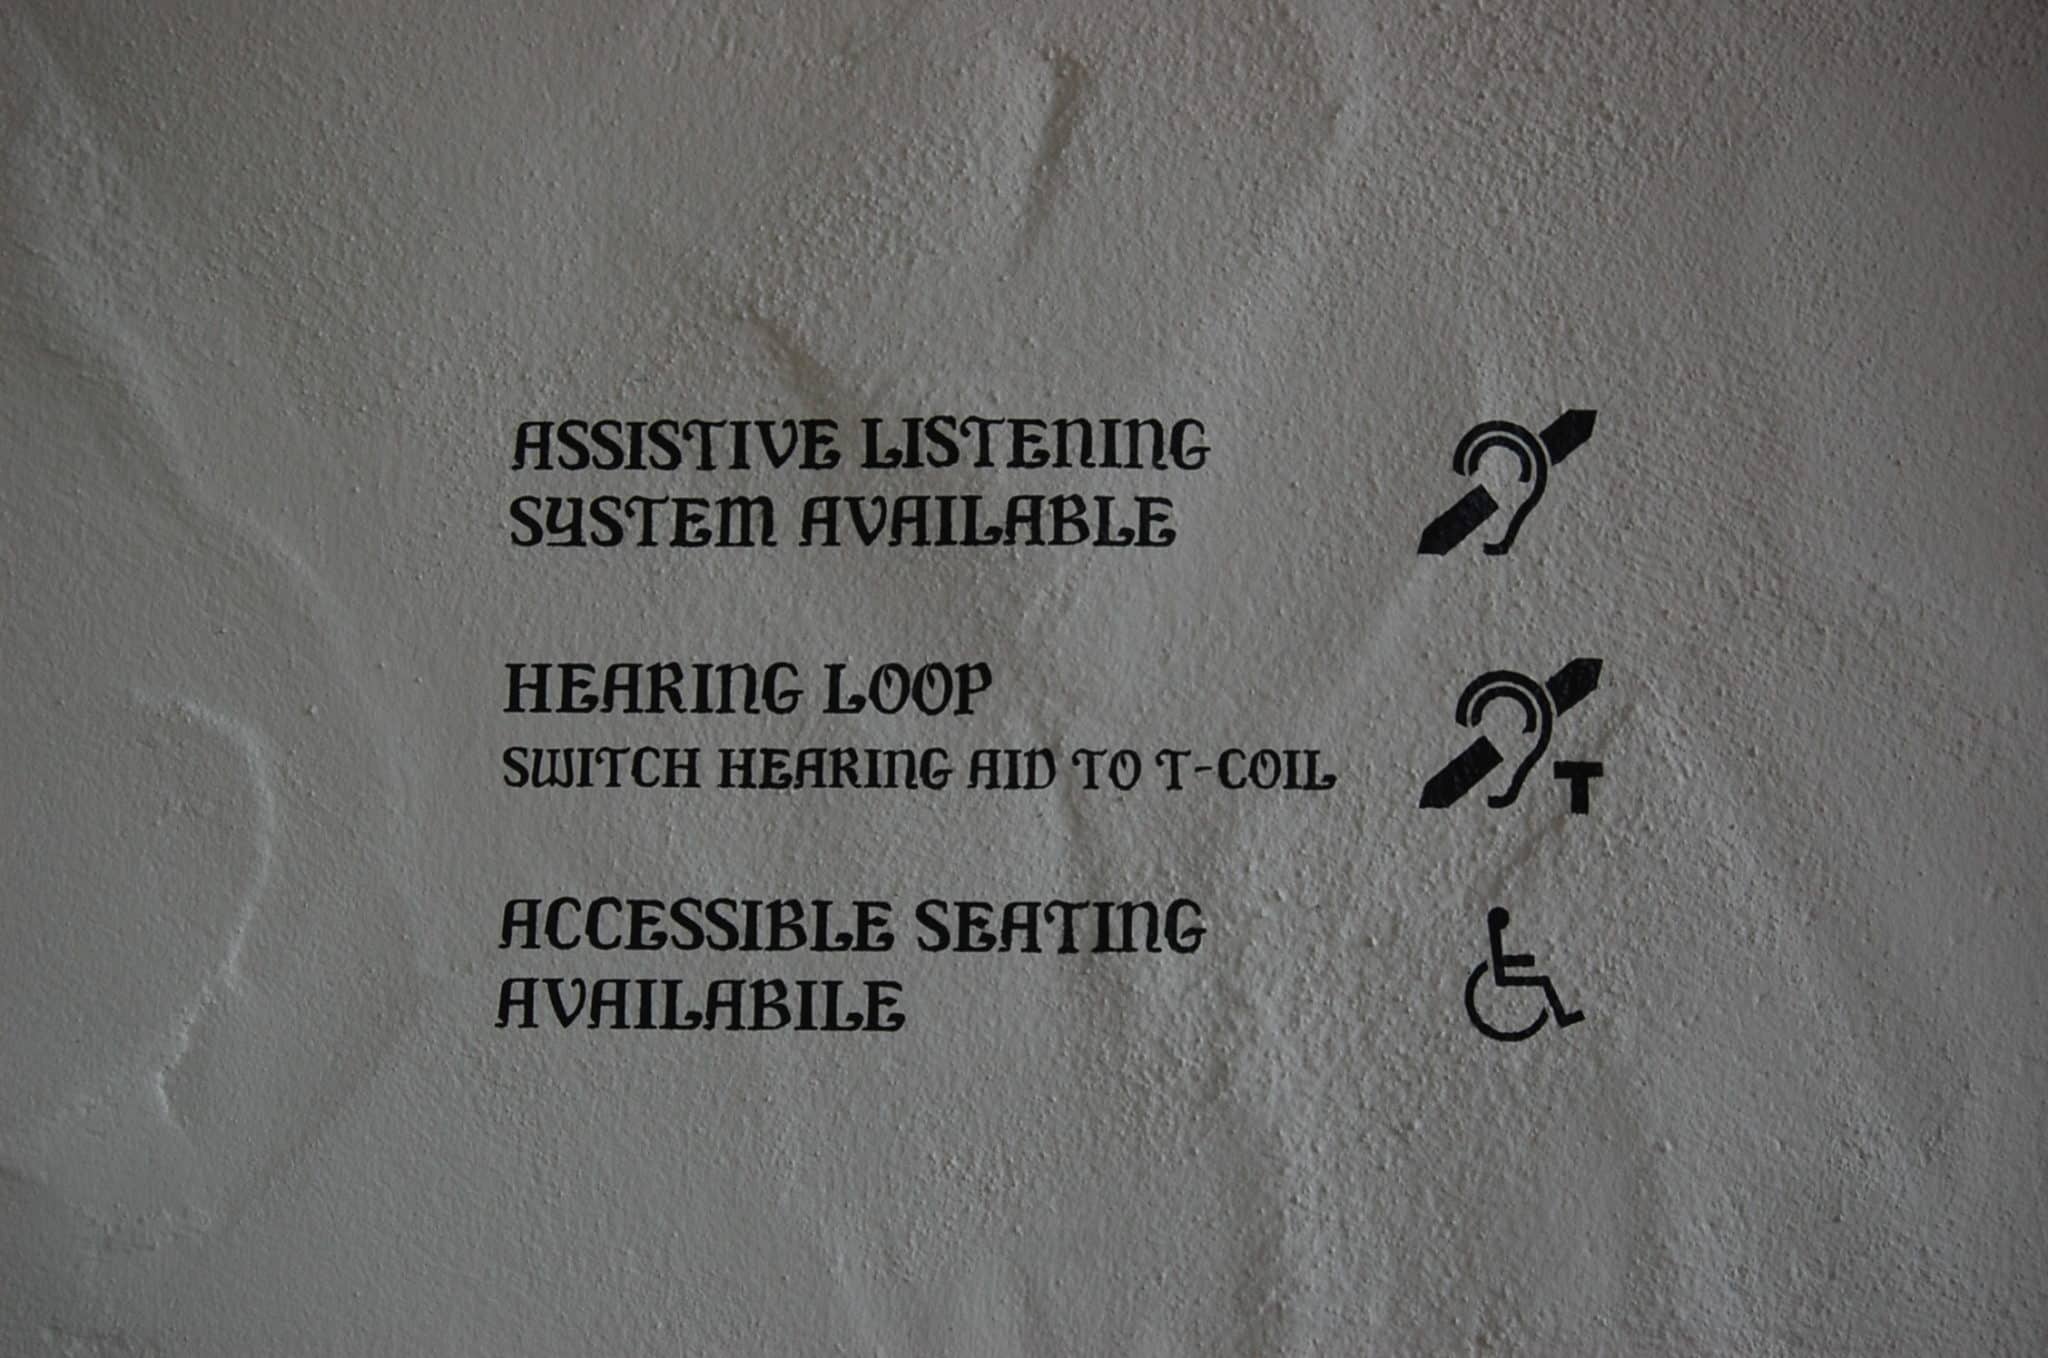 ASSISTIVE LISTENING
SYSTEM AVAILABLE
HEARING LOOP
SWITCH HEARING AID TO T-COIL
T
ACCESSIBLE SEATING
AVAILABILE